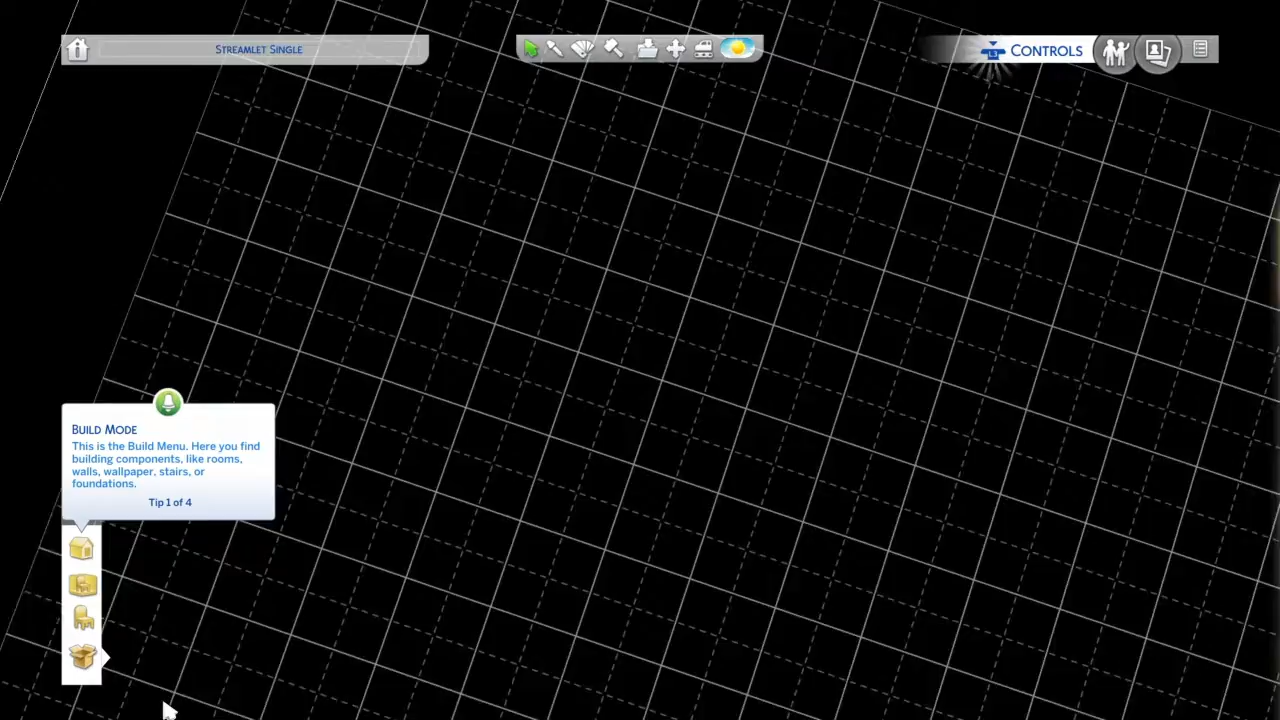 STREAMLET SINGLE
CONTROLS
BUILD MODE
This is the Build Menu. Here you find
building components, like rooms,
walls, wallpaper, stairs, or
foundations.
Tip 1 of 4